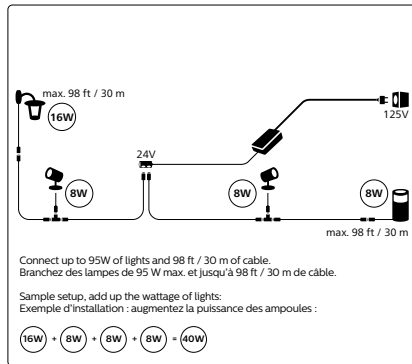 max. 98 ft / 30 m
16W
125V
24V
8W
8W
8W
max. 98 ft / 30 m
Connect up to 95W of lights and 98 ft / 30 m of cable.
Branchez des lampes de 95 W max. et jusqu'à 98 ft / 30 m de câble.
Sample setup, add up the wattage of lights:
Exemple d'installation : augmentez la puissance des ampoules :
16W + 8W + 8W + 8W = 40W